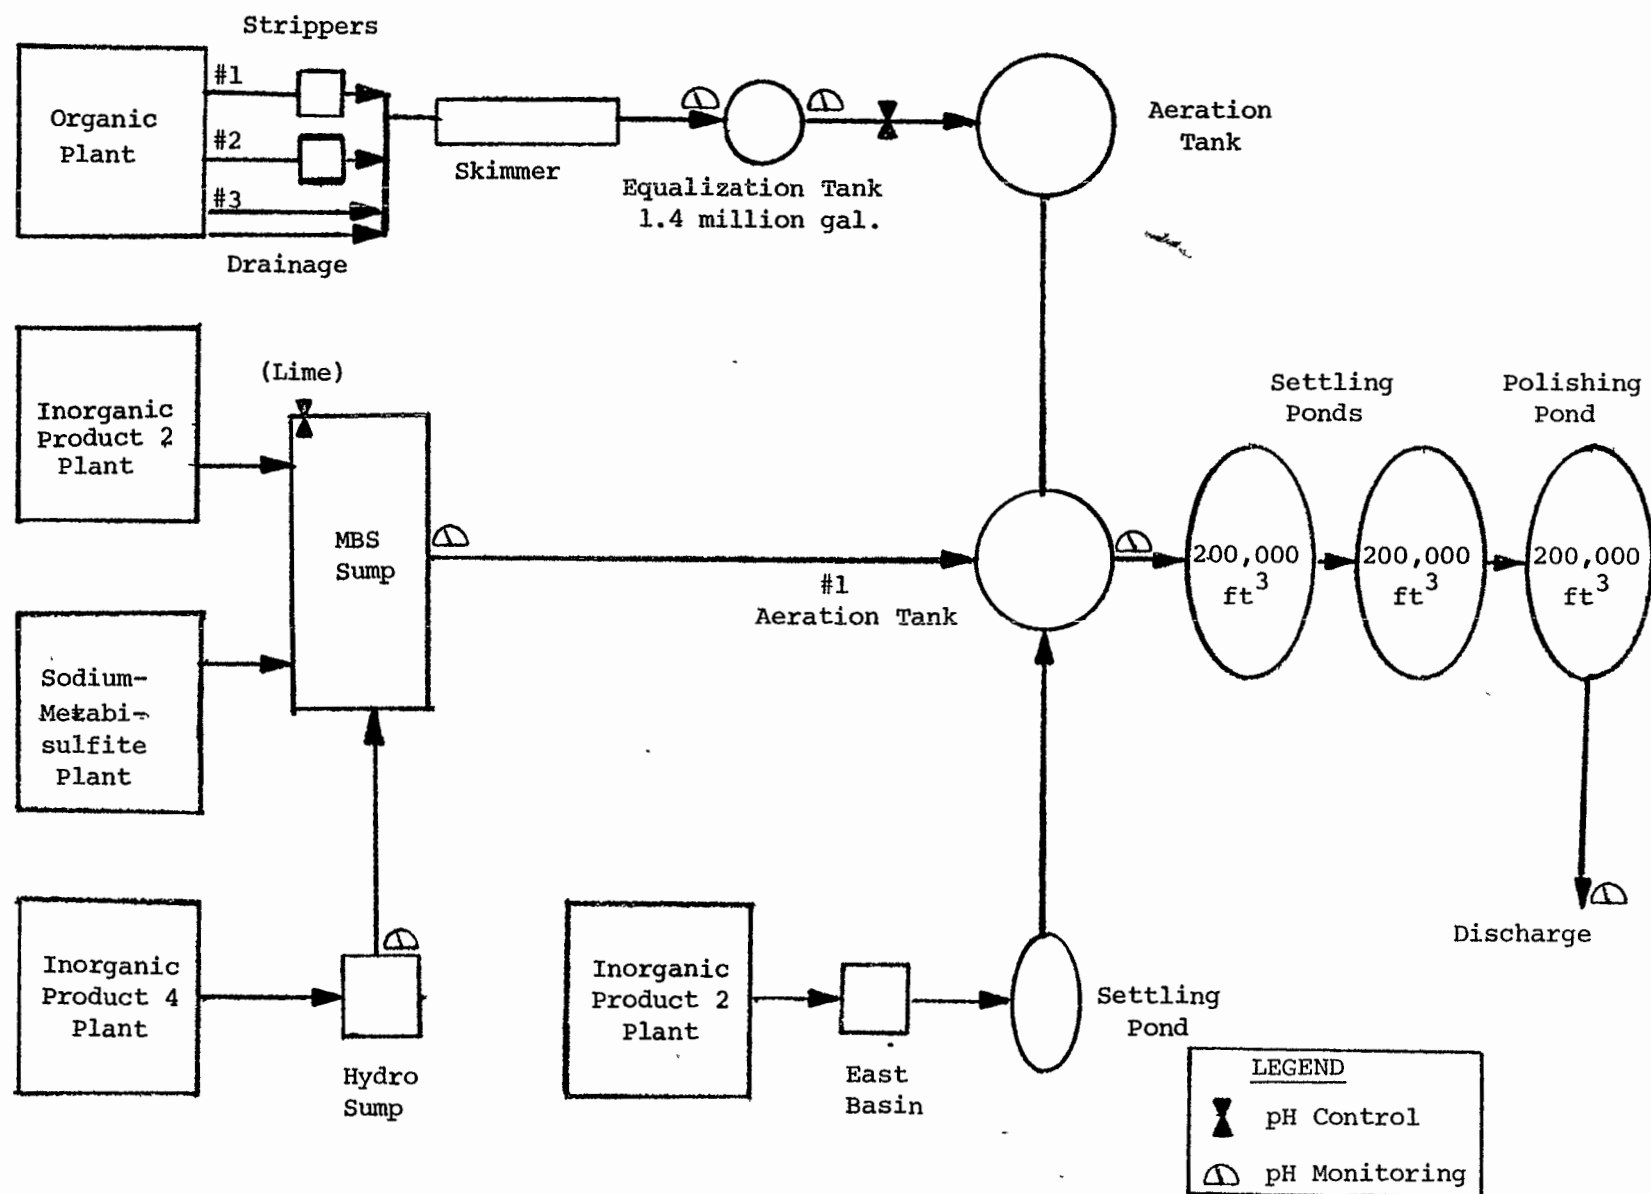 Strippers
#1
Organic
Plant
#2
#3
Drainage
Skimmer
Equalization Tank
1.4 million gal.
Aeration
Tank
(Lime)
Inorganic
Product 2
Plant
MBS
Sump
#1
Aeration Tank
Settling
Ponds
Polishing
Pond
200,000
ft3
200,000
ft3
200,000
ft3
Sodium-
Metabi-
sulfite
Plant
Discharge
Inorganic
Product 4
Plant
Hydro
Sump
Inorganic
Product 2
Plant
East
Basin
Settling
Pond
LEGEND
pH Control
pH Monitoring